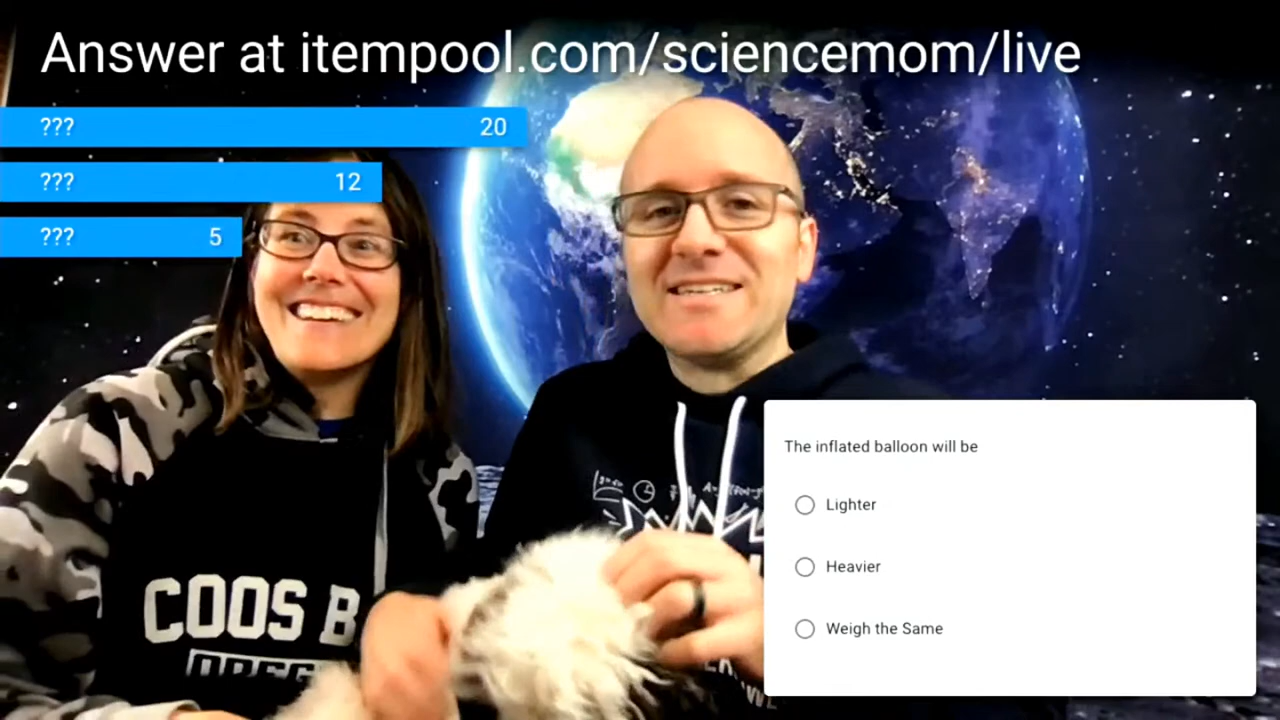 Answer at itempool.com/sciencemom/live
??? 20
??? 12
??? 5
The inflated balloon will be
Lighter
Heavier
Weigh the Same
COOS B